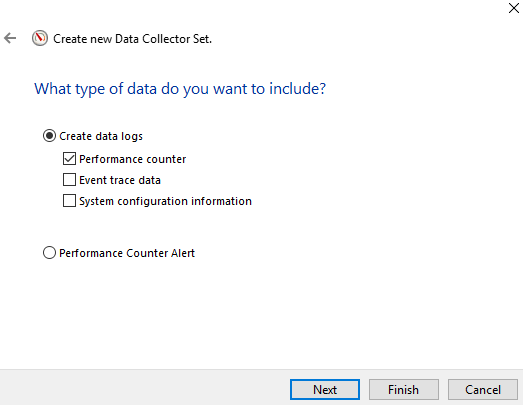 Create new Data Collector Set.
What type of data do you want to include?
Create data logs
Performance counter
Event trace data
System configuration information
Performance Counter Alert
Next
Finish
Cancel